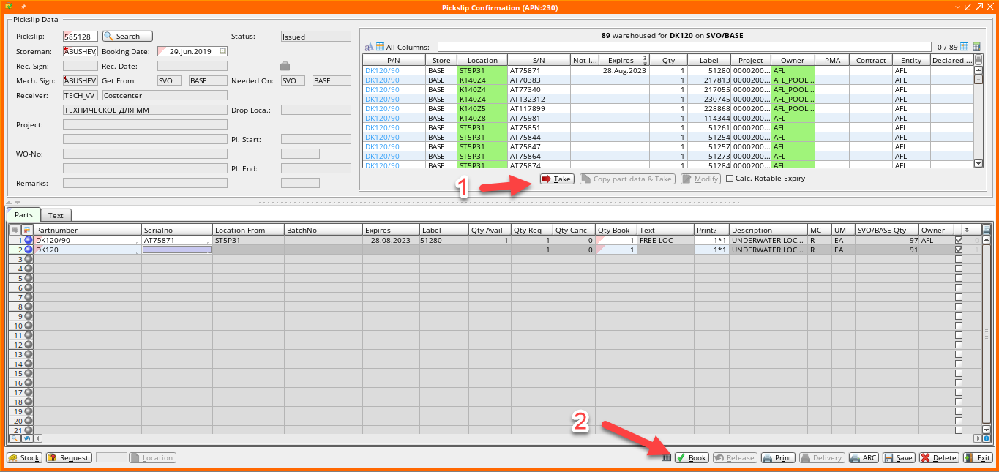 Pickslip Confirmation (APN:230)
Pickslip Data
Pickslip: 585128 Search Status: Issued
Storeman: ABUSHEV Booking Date: 20.Jun.2019
Rec. Sign: Rec. Date:
Mech. Sign: ABUSHEV Get From: SVO BASE Needed On: SVO BASE
Receiver: TECH_VV Costcenter
ТЕХНИЧЕСКОЕ ДЛЯ ММ Drop Loca.:
Project:
Pl. Start:
WO-No:
Pl. End:
Remarks:
89 warehoused for DK120 on SVO/BASE
All Columns: 0 / 89
P/N Store Location S/N Not I... Expires 3 Qty Label Project Owner PMA Contract Entity Declared ...
DK120/90 BASE ST5P31 AT75871 28.Aug.2023 1 51280 0000200... AFL AFL
DK120/90 BASE K140Z4 AT70383 1 217813 0000200... AFL_POOL... AFL
DK120/90 BASE K140Z4 AT77340 1 217055 0000200... AFL_POOL... AFL
DK120/90 BASE K140Z4 AT132312 1 230745 0000200... AFL_POOL... AFL
DK120/90 BASE K140Z5 AT117899 1 228868 0000200... AFL_POOL... AFL
DK120/90 BASE K140Z8 AT75981 1 114344 0000200... AFL AFL
DK120/90 BASE ST5P31 AT75851 1 51261 0000200... AFL AFL
DK120/90 BASE ST5P31 AT75844 1 51254 0000200... AFL AFL
DK120/90 BASE ST5P31 AT75847 1 51257 0000200... AFL AFL
DK120/90 BASE ST5P31 AT75864 1 51273 0000200... AFL AFL
DK120/90 BASE ST5P31 AT75874 1 51284 0000200... AFL AFL
1
Take Copy part data & Take Modify Calc. Rotable Expiry
Parts Text
Partnumber Serialno Location From BatchNo Expires Label Qty Avail Qty Req Qty Canc Qty Book Text Print? Description MC UM SVO/BASE Qty Owner
1 DK120/90 AT75871 ST5P31 28.08.2023 51280 1 1 0 1 FREE LOC 1*1 UNDERWATER LOC... R EA 97 AFL 0
2 DK120 1 0 1 1*1 UNDERWATER LOC... R EA 91 1
3
4
5
6
7
8
9
10
11
12
13
14
15
16
17
18
19
20
21
2
Stock Request Location Book Release Print Delivery ARC Save Delete Exit